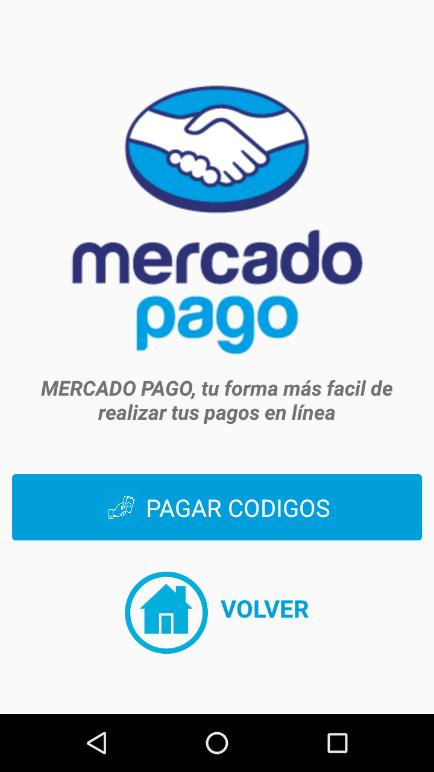 mercado
pago
MERCADO PAGO, tu forma más facil de
realizar tus pagos en línea
PAGAR CODIGOS
VOLVER